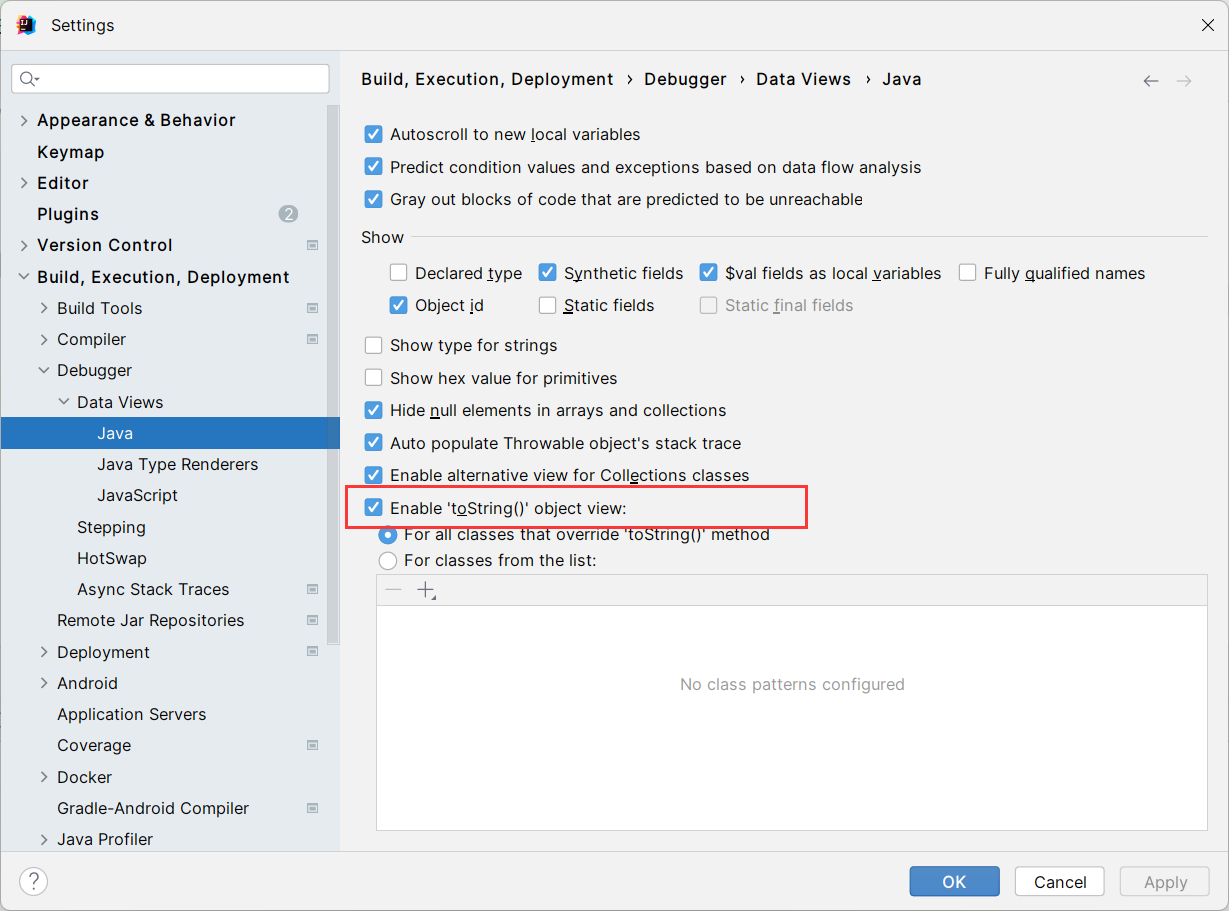 Settings
Build, Execution, Deployment › Debugger › Data Views › Java
Appearance & Behavior
Keymap
Editor
Plugins 2
Version Control
Build, Execution, Deployment
Build Tools
Compiler
Debugger
Data Views
Java
Java Type Renderers
JavaScript
Stepping
HotSwap
Async Stack Traces
Remote Jar Repositories
Deployment
Android
Application Servers
Coverage
Docker
Gradle-Android Compiler
Java Profiler
Autoscroll to new local variables
Predict condition values and exceptions based on data flow analysis
Gray out blocks of code that are predicted to be unreachable
Show
Declared type Synthetic fields $val fields as local variables Fully qualified names
Object id Static fields Static final fields
Show type for strings
Show hex value for primitives
Hide null elements in arrays and collections
Auto populate Throwable object's stack trace
Enable alternative view for Collections classes
Enable 'toString()' object view:
For all classes that override 'toString()' method
For classes from the list:
No class patterns configured
? OK Cancel Apply